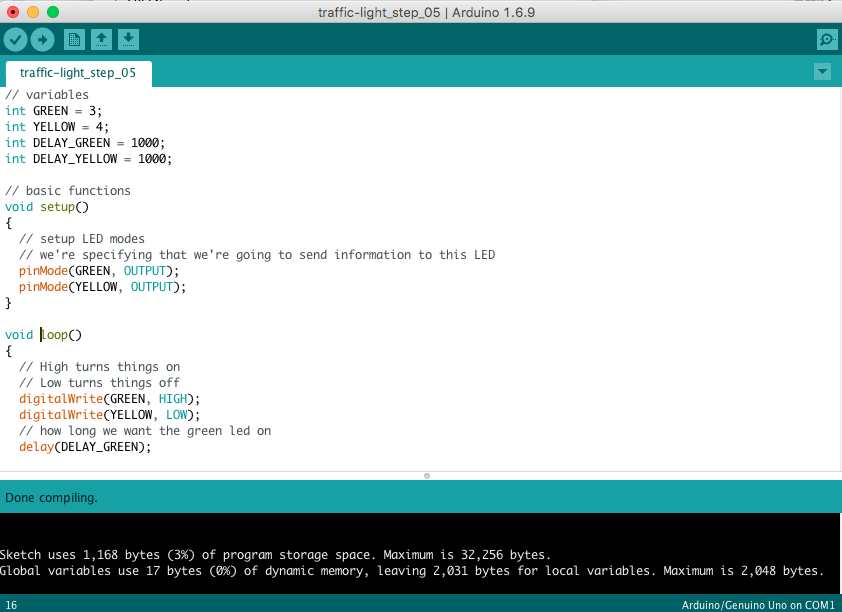 traffic-light_step_05 | Arduino 1.6.9
traffic-light_step_05
// variables
int GREEN = 3;
int YELLOW = 4;
int DELAY_GREEN = 1000;
int DELAY_YELLOW = 1000;
// basic functions
void setup()
{
// setup LED modes
// we're specifying that we're going to send information to this LED
pinMode(GREEN, OUTPUT);
pinMode(YELLOW, OUTPUT);
}
void loop()
{
// High turns things on
// Low turns things off
digitalWrite(GREEN, HIGH);
digitalWrite(YELLOW, LOW);
// how long we want the green led on
delay(DELAY_GREEN);
Done compiling.
Sketch uses 1,168 bytes (3%) of program storage space. Maximum is 32,256 bytes.
Global variables use 17 bytes (0%) of dynamic memory, leaving 2,031 bytes for local variables. Maximum is 2,048 bytes.
16 Arduino/Genuino Uno on COM1